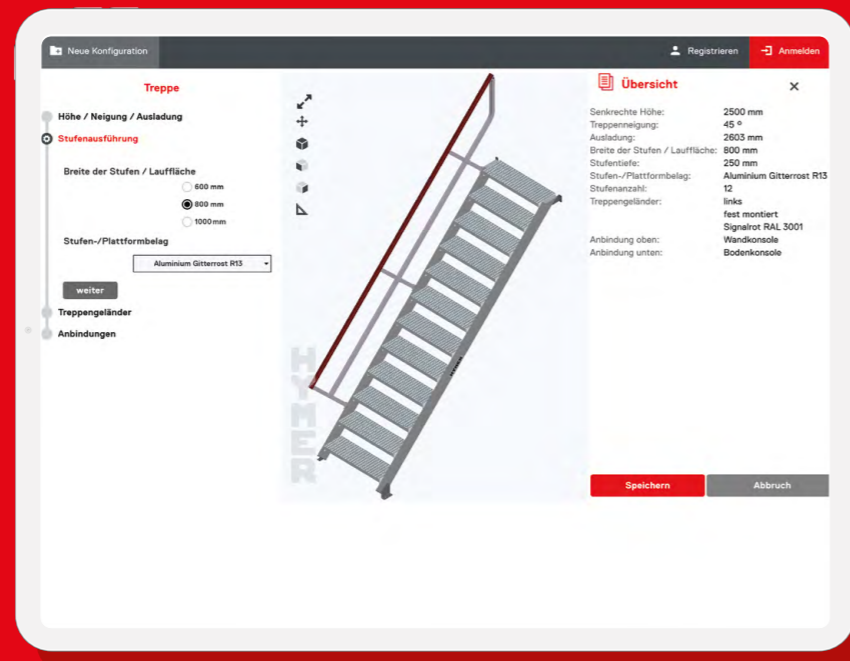 Neue Konfiguration
Registrieren
Anmelden
Treppe
Höhe / Neigung / Ausladung
Stufenausführung
Breite der Stufen / Lauffläche
600 mm
800 mm
1000 mm
Stufen-/Plattformbelag
Aluminium Gitterrost R13
weiter
Treppengeländer
Anbindungen
HYMER
HYMER
Übersicht
Senkrechte Höhe: 2500 mm
Treppenneigung: 45 °
Ausladung: 2603 mm
Breite der Stufen / Lauffläche: 800 mm
Stufentiefe: 250 mm
Stufen-/Plattformbelag: Aluminium Gitterrost R13
Stufenanzahl: 12
Treppengeländer: links
fest montiert
Signalrot RAL 3001
Anbindung oben: Wandkonsole
Anbindung unten: Bodenkonsole
Speichern
Abbruch